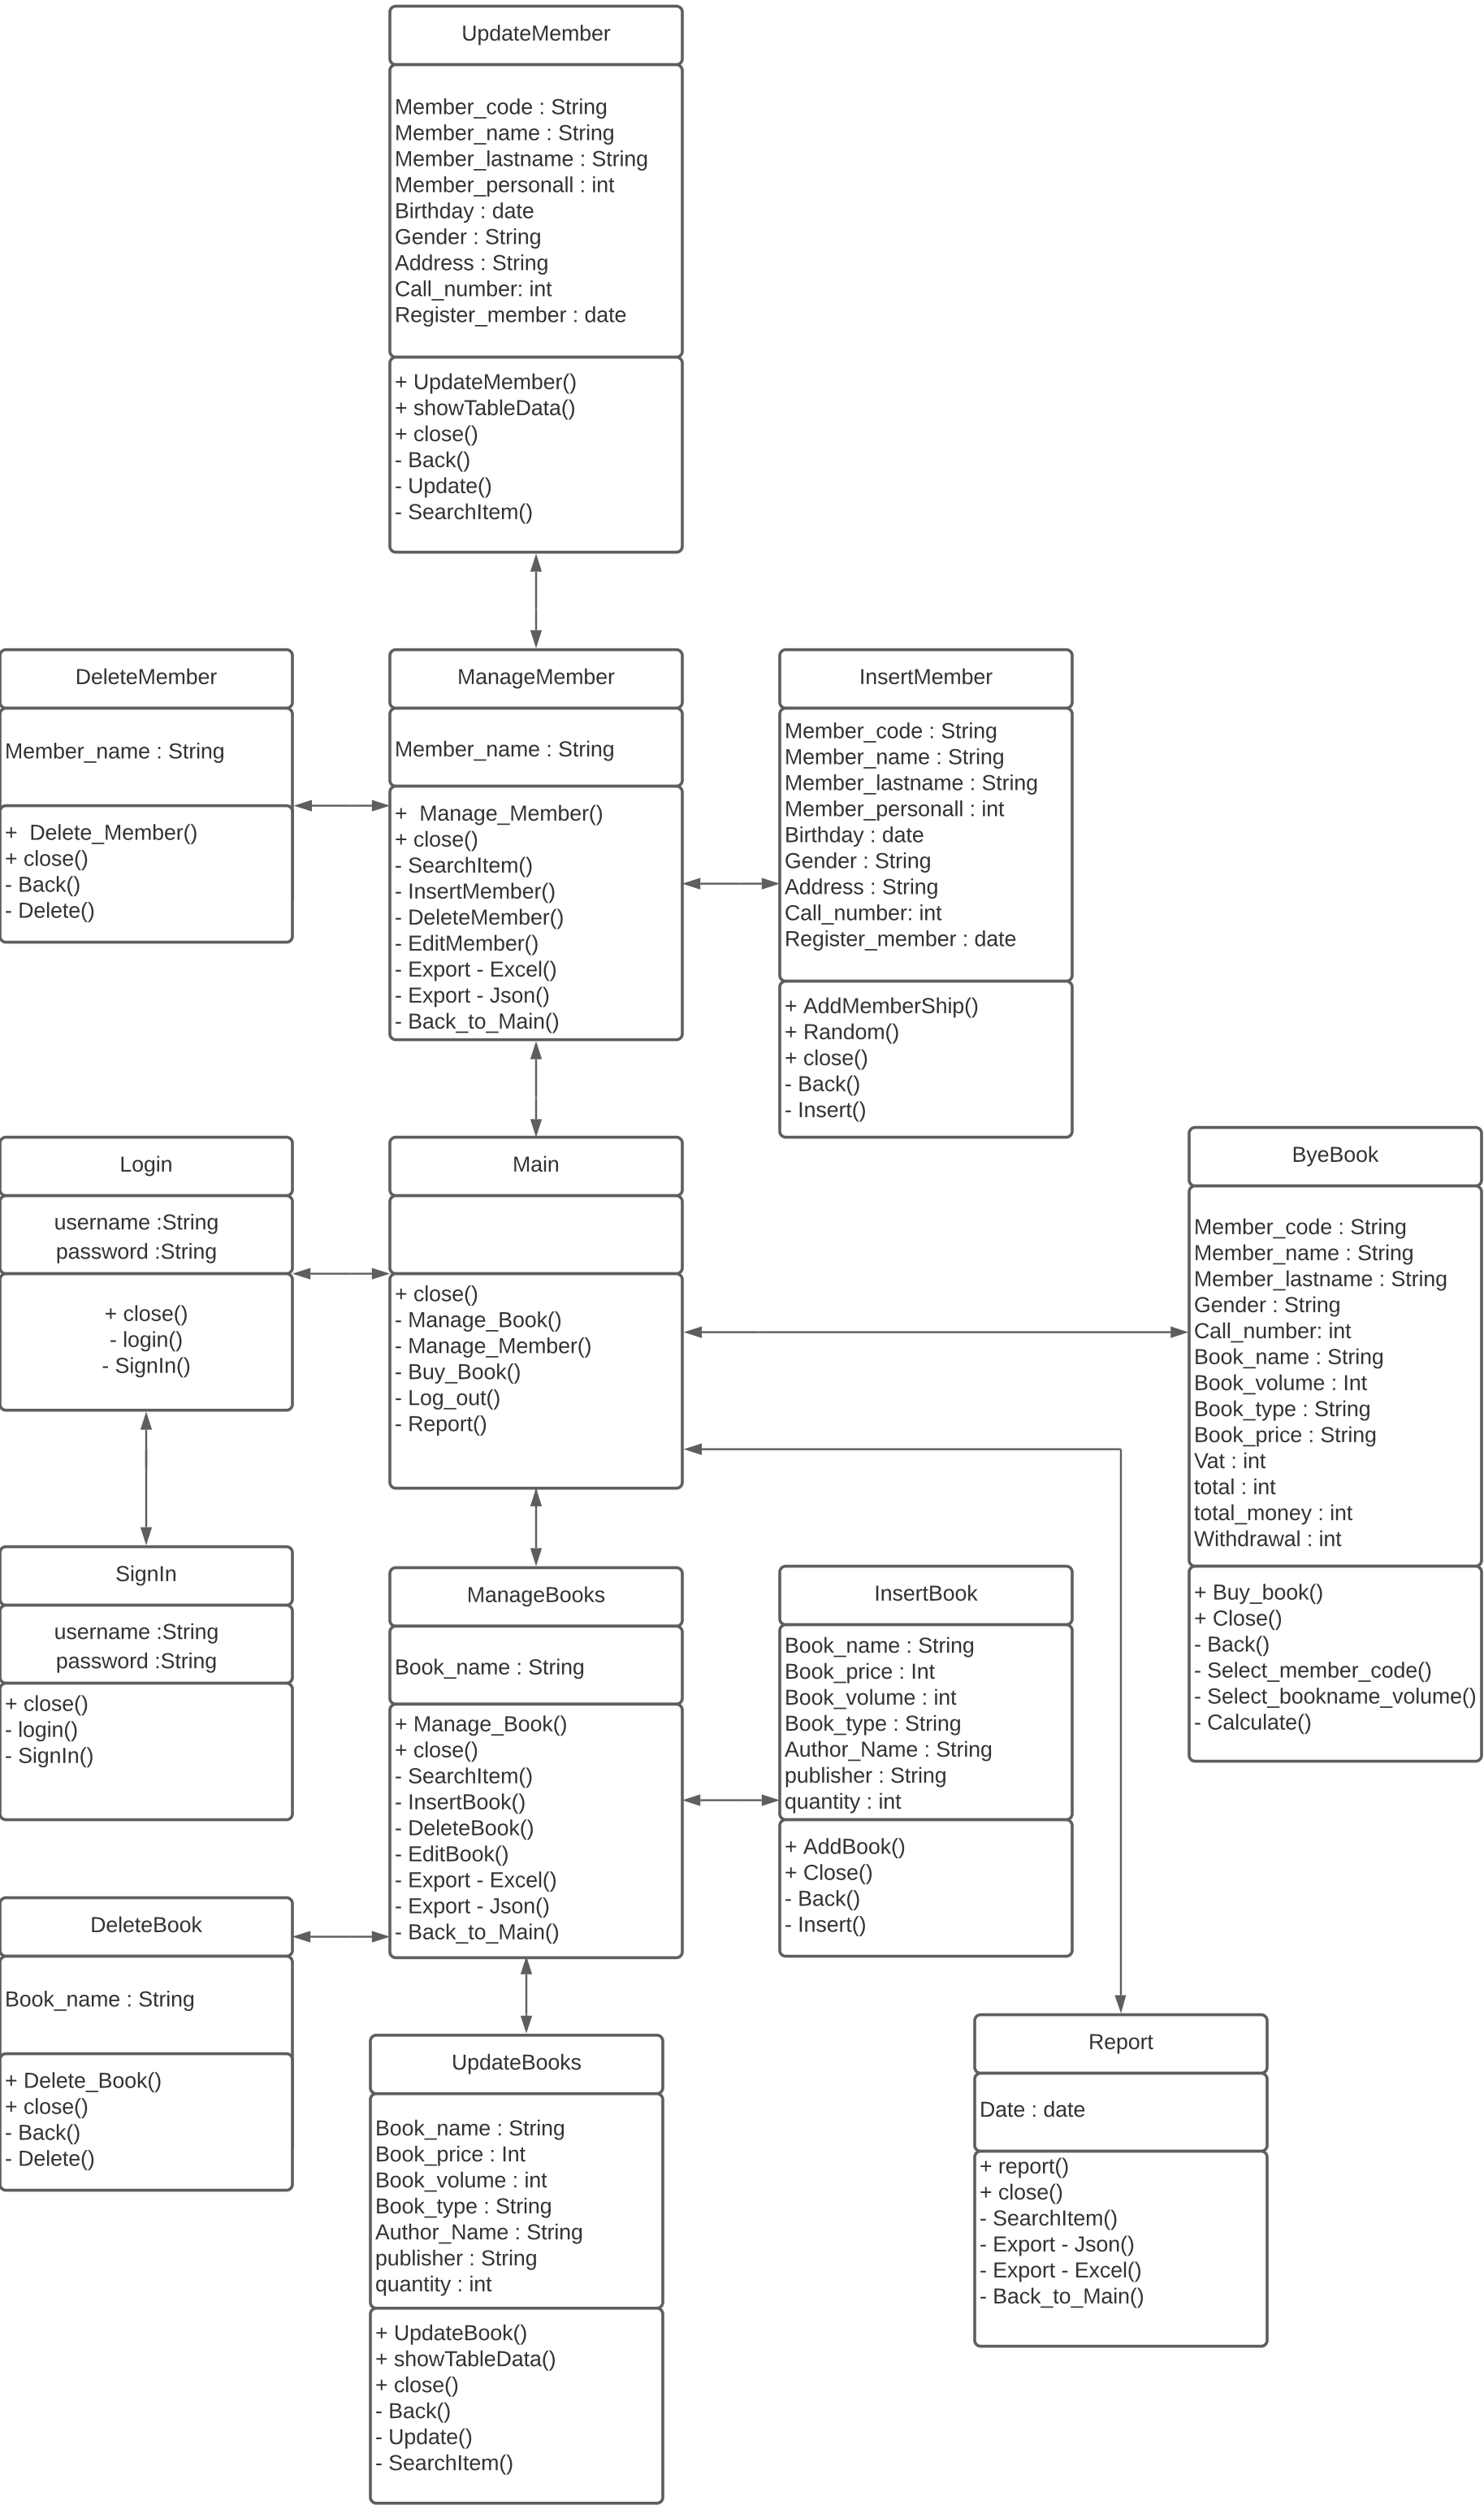 UpdateMember
Member_code : String
Member_name : String
Member_lastname : String
Member_personall : int
Birthday : date
Gender : String
Address : String
Call_number: int
Register_member : date
+ UpdateMember()
+ showTableData()
+ close()
- Back()
- Update()
- SearchItem()
DeleteMember
Member_name : String
+  Delete_Member()
+ close()
- Back()
- Delete()
ManageMember
Member_name : String
+  Manage_Member()
+ close()
- SearchItem()
- InsertMember()
- DeleteMember()
- EditMember()
- Export - Excel()
- Export - Json()
- Back_to_Main()
InsertMember
Member_code : String
Member_name : String
Member_lastname : String
Member_personall : int
Birthday : date
Gender : String
Address : String
Call_number: int
Register_member : date
+ AddMemberShip()
+ Random()
+ close()
- Back()
- Insert()
Login
username :String
password :String
+ close()
- login()
- SignIn()
Main
+ close()
- Manage_Book()
- Manage_Member()
- Buy_Book()
- Log_out()
- Report()
ByeBook
Member_code : String
Member_name : String
Member_lastname : String
Gender : String
Call_number: int
Book_name : String
Book_volume : Int
Book_type : String
Book_price : String
Vat : int
total : int
total_money : int
Withdrawal : int
+ Buy_book()
+ Close()
- Back()
- Select_member_code()
- Select_bookname_volume()
- Calculate()
SignIn
username :String
password :String
+ close()
- login()
- SignIn()
ManageBooks
Book_name : String
+ Manage_Book()
+ close()
- SearchItem()
- InsertBook()
- DeleteBook()
- EditBook()
- Export - Excel()
- Export - Json()
- Back_to_Main()
InsertBook
Book_name : String
Book_price : Int
Book_volume : int
Book_type : String
Author_Name : String
publisher : String
quantity : int
+ AddBook()
+ Close()
- Back()
- Insert()
DeleteBook
Book_name : String
+ Delete_Book()
+ close()
- Back()
- Delete()
UpdateBooks
Book_name : String
Book_price : Int
Book_volume : int
Book_type : String
Author_Name : String
publisher : String
quantity : int
+ UpdateBook()
+ showTableData()
+ close()
- Back()
- Update()
- SearchItem()
Report
Date : date
+ report()
+ close()
- SearchItem()
- Export - Json()
- Export - Excel()
- Back_to_Main()